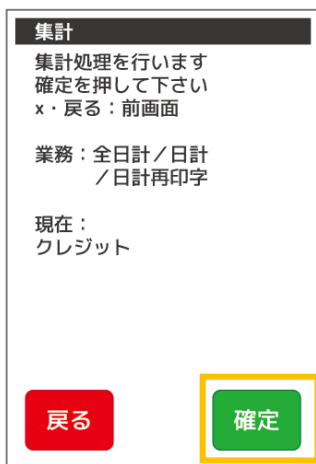 集計
集計処理を行います
確定を押して下さい
x・戻る：前画面
業務：全日計／日計
／日計再印字
現在：
クレジット
戻る
確定